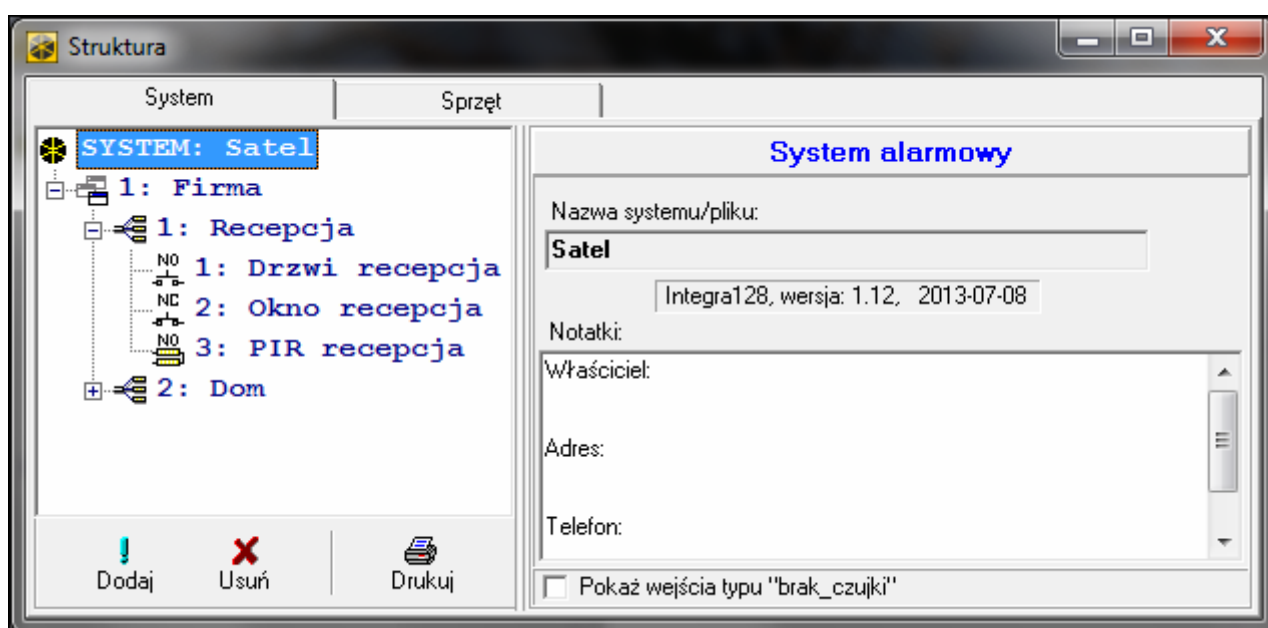 Struktura
System
Sprzęt
SYSTEM: Satel
1: Firma
1: Recepcja
NO
1: Drzwi recepcja
NC
2: Okno recepcja
NO
3: PIR recepcja
2: Dom
Dodaj
Usuń
Drukuj
System alarmowy
Nazwa systemu/pliku:
Satel
Integra128, wersja: 1.12, 2013-07-08
Notatki:
Właściciel:
Adres:
Telefon:
Pokaż wejścia typu "brak_czujki"